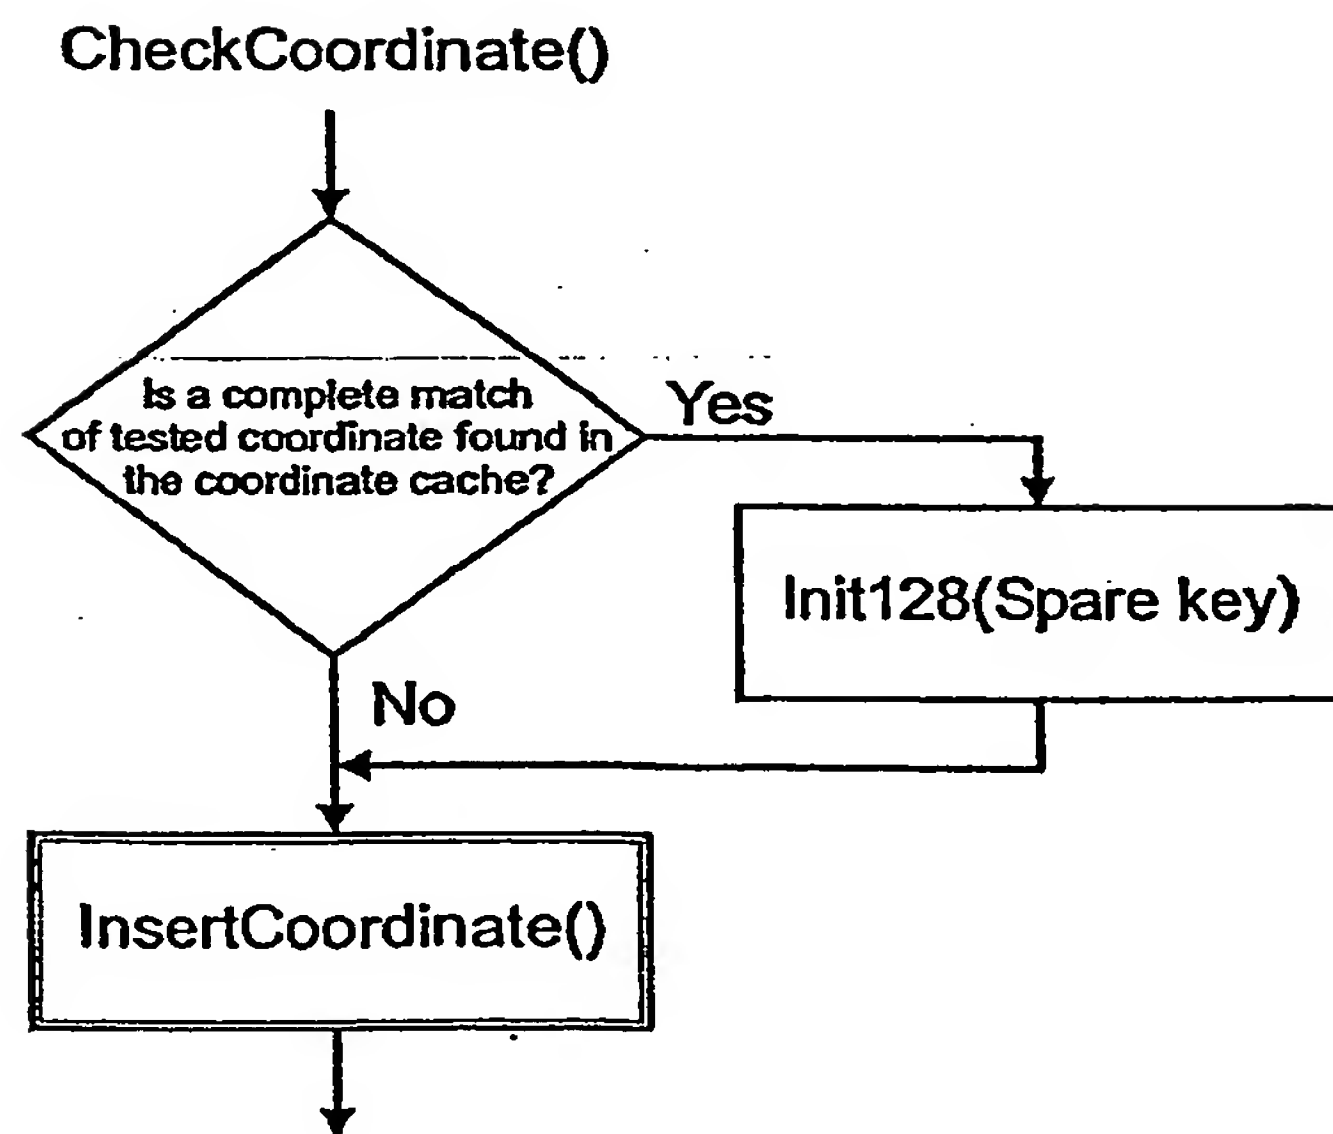 CheckCoordinate()
Is a complete match
of tested coordinate found in
the coordinate cache?
Yes
Init128(Spare key)
No
InsertCoordinate()